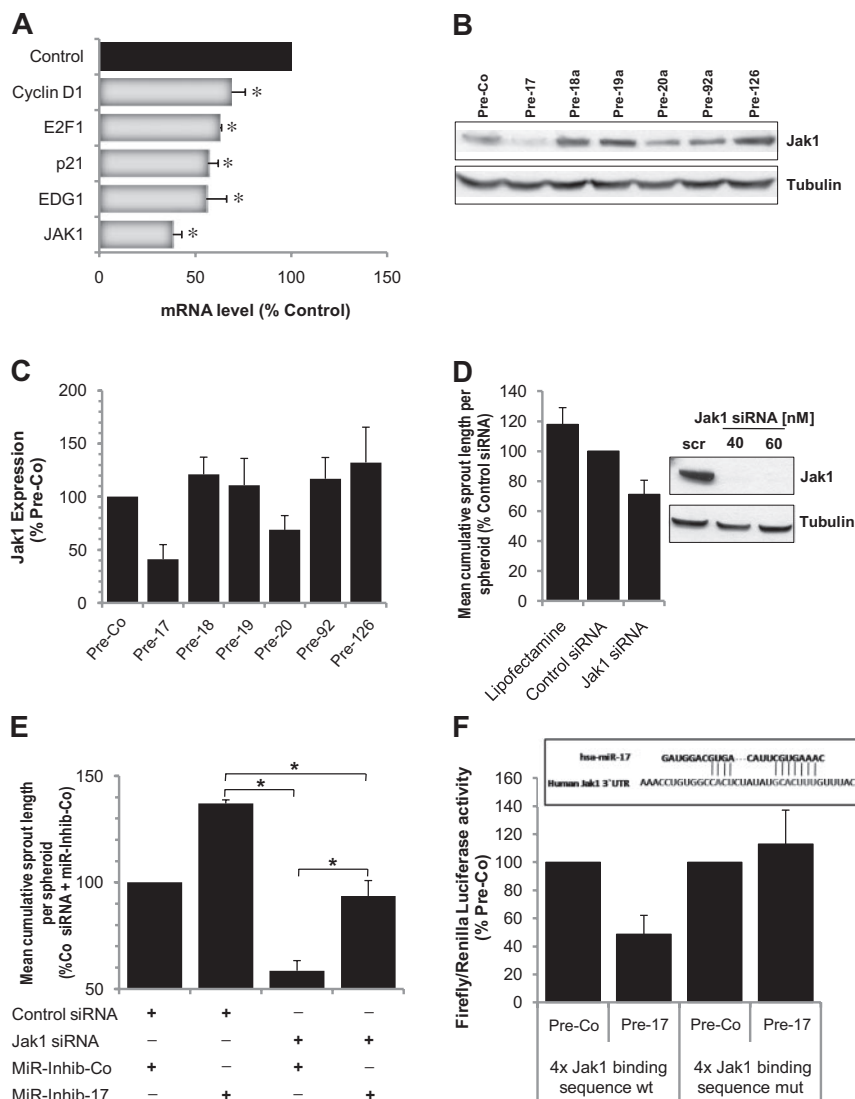 A
Control
Cyclin D1
*
E2F1
*
p21
*
EDG1
*
JAK1
*
0
50
100
150
mRNA level (% Control)
B
Pre-Co
Pre-17
Pre-18a
Pre-19a
Pre-20a
Pre-92a
Pre-126
Jak1
Tubulin
C
Jak1 Expression
(% Pre-Co)
200
150
100
50
0
Pre-Co
Pre-17
Pre-18
Pre-19
Pre-20
Pre-92
Pre-126
D
Mean cumulative sprout length per
spheroid (% Control siRNA)
140
120
100
80
60
40
20
0
Lipofectamine
Control siRNA
Jak1 siRNA
Jak1 siRNA [nM]
scr 40 60
Jak1
Tubulin
E
Mean cumulative sprout length
per spheroid
(%Co siRNA + miR-Inhib-Co)
150
100
50
*
*
*
Control siRNA + + – –
Jak1 siRNA – – + +
MiR-Inhib-Co + – + –
MiR-Inhib-17 – + – +
F
hsa-miR-17 GAUGGACGUGA---CAUUCGUGAAAC
Human Jak1 3`UTR AAACCUGUGGCCACUCUAUAUGCACUUUGUUUAC
Firefly/Renilla Luciferase activity
(% Pre-Co)
160
140
120
100
80
60
40
20
0
Pre-Co Pre-17 Pre-Co Pre-17
4x Jak1 binding
sequence wt
4x Jak1 binding
sequence mut